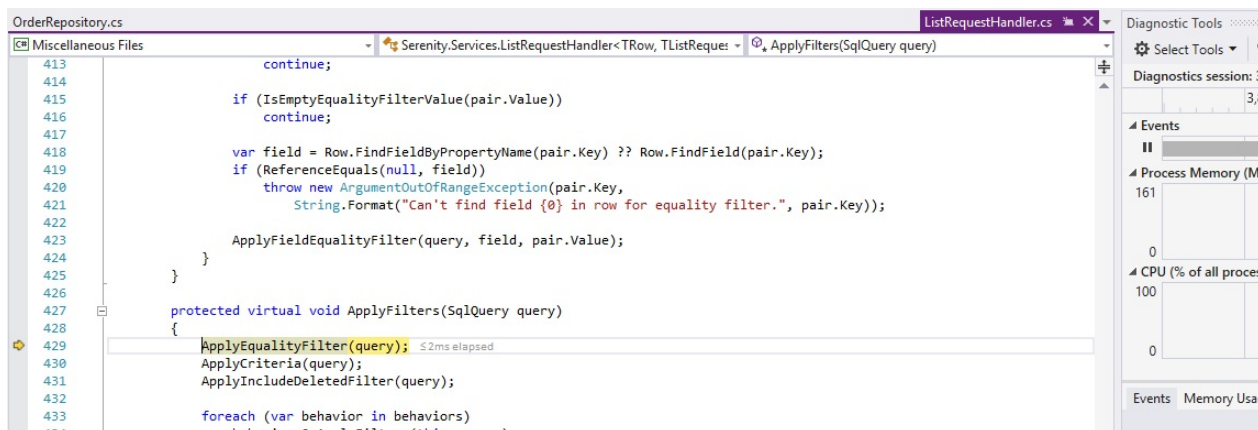 OrderRepository.cs
ListRequestHandler.cs
Diagnostic Tools
C# Miscellaneous Files
Serenity.Services.ListRequestHandler<TRow, TListReques
ApplyFilters(SqlQuery query)
Select Tools
Diagnostics session:
3,
Events
Process Memory (M
161
0
CPU (% of all proces
100
0
Events Memory Usa
413 continue;
414
415 if (IsEmptyEqualityFilterValue(pair.Value))
416 continue;
417
418 var field = Row.FindFieldByPropertyName(pair.Key) ?? Row.FindField(pair.Key);
419 if (ReferenceEquals(null, field))
420 throw new ArgumentOutOfRangeException(pair.Key,
421 String.Format("Can't find field {0} in row for equality filter.", pair.Key));
422
423 ApplyFieldEqualityFilter(query, field, pair.Value);
424 }
425 }
426
427 protected virtual void ApplyFilters(SqlQuery query)
428 {
429 ApplyEqualityFilter(query); ≤2ms elapsed
430 ApplyCriteria(query);
431 ApplyIncludeDeletedFilter(query);
432
433 foreach (var behavior in behaviors)